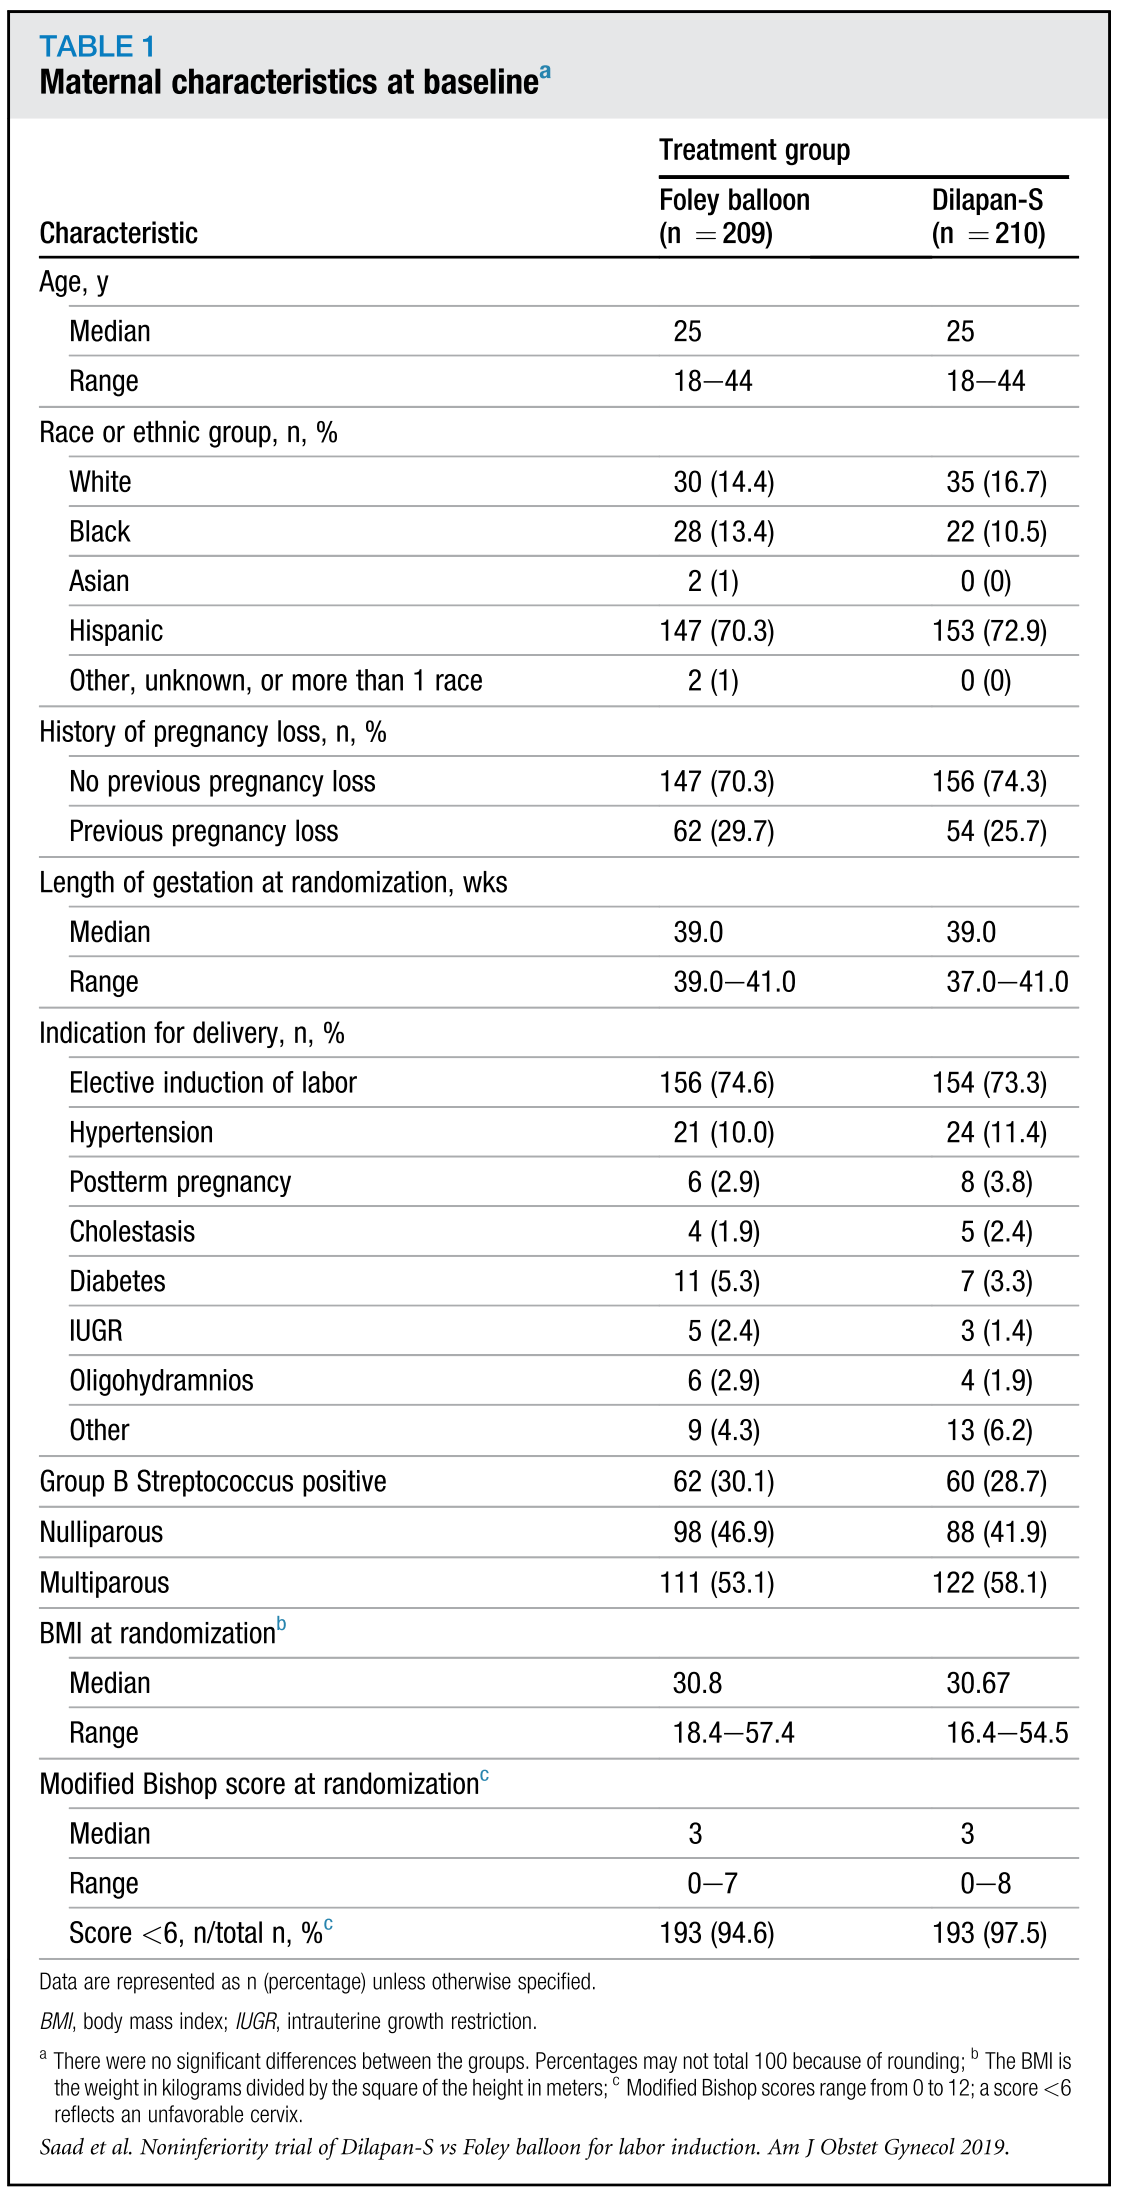 TABLE 1
Maternal characteristics at baselineᵃ
Treatment group
Foley balloon Dilapan-S
Characteristic (n = 209) (n = 210)
Age, y
Median 25 25
Range 18–44 18–44
Race or ethnic group, n, %
White 30 (14.4) 35 (16.7)
Black 28 (13.4) 22 (10.5)
Asian 2 (1) 0 (0)
Hispanic 147 (70.3) 153 (72.9)
Other, unknown, or more than 1 race 2 (1) 0 (0)
History of pregnancy loss, n, %
No previous pregnancy loss 147 (70.3) 156 (74.3)
Previous pregnancy loss 62 (29.7) 54 (25.7)
Length of gestation at randomization, wks
Median 39.0 39.0
Range 39.0–41.0 37.0–41.0
Indication for delivery, n, %
Elective induction of labor 156 (74.6) 154 (73.3)
Hypertension 21 (10.0) 24 (11.4)
Postterm pregnancy 6 (2.9) 8 (3.8)
Cholestasis 4 (1.9) 5 (2.4)
Diabetes 11 (5.3) 7 (3.3)
IUGR 5 (2.4) 3 (1.4)
Oligohydramnios 6 (2.9) 4 (1.9)
Other 9 (4.3) 13 (6.2)
Group B Streptococcus positive 62 (30.1) 60 (28.7)
Nulliparous 98 (46.9) 88 (41.9)
Multiparous 111 (53.1) 122 (58.1)
BMI at randomizationᵇ
Median 30.8 30.67
Range 18.4–57.4 16.4–54.5
Modified Bishop score at randomizationᶜ
Median 3 3
Range 0–7 0–8
Score <6, n/total n, %ᶜ 193 (94.6) 193 (97.5)
Data are represented as n (percentage) unless otherwise specified.
BMI, body mass index; IUGR, intrauterine growth restriction.
ᵃ There were no significant differences between the groups. Percentages may not total 100 because of rounding; ᵇ The BMI is
the weight in kilograms divided by the square of the height in meters; ᶜ Modified Bishop scores range from 0 to 12; a score <6
reflects an unfavorable cervix.
Saad et al. Noninferiority trial of Dilapan-S vs Foley balloon for labor induction. Am J Obstet Gynecol 2019.